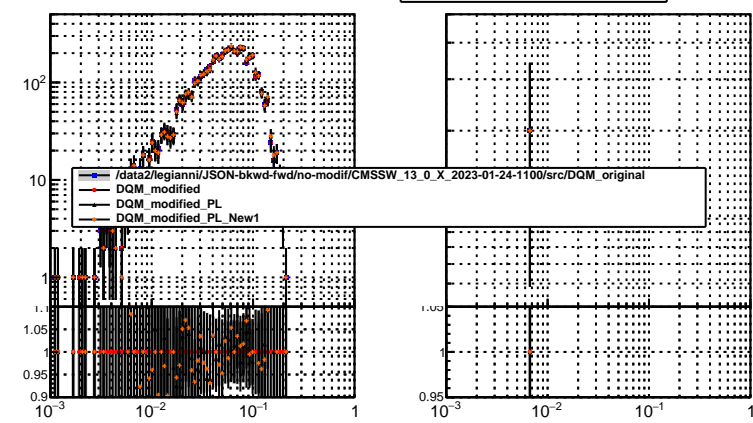 10²
10
/data2/legianni/JSON-bkwd-fwd/no-modif/CMSSW_13_0_X_2023-01-24-1100/src/DQM_original
DQM_modified
DQM_modified_PL
DQM_modified_PL_New1
1
1.1
1.05
1.05
1
1
0.95
0.9
0.95
10⁻³ 10⁻² 10⁻¹ 1
10⁻³ 10⁻² 10⁻¹ 1